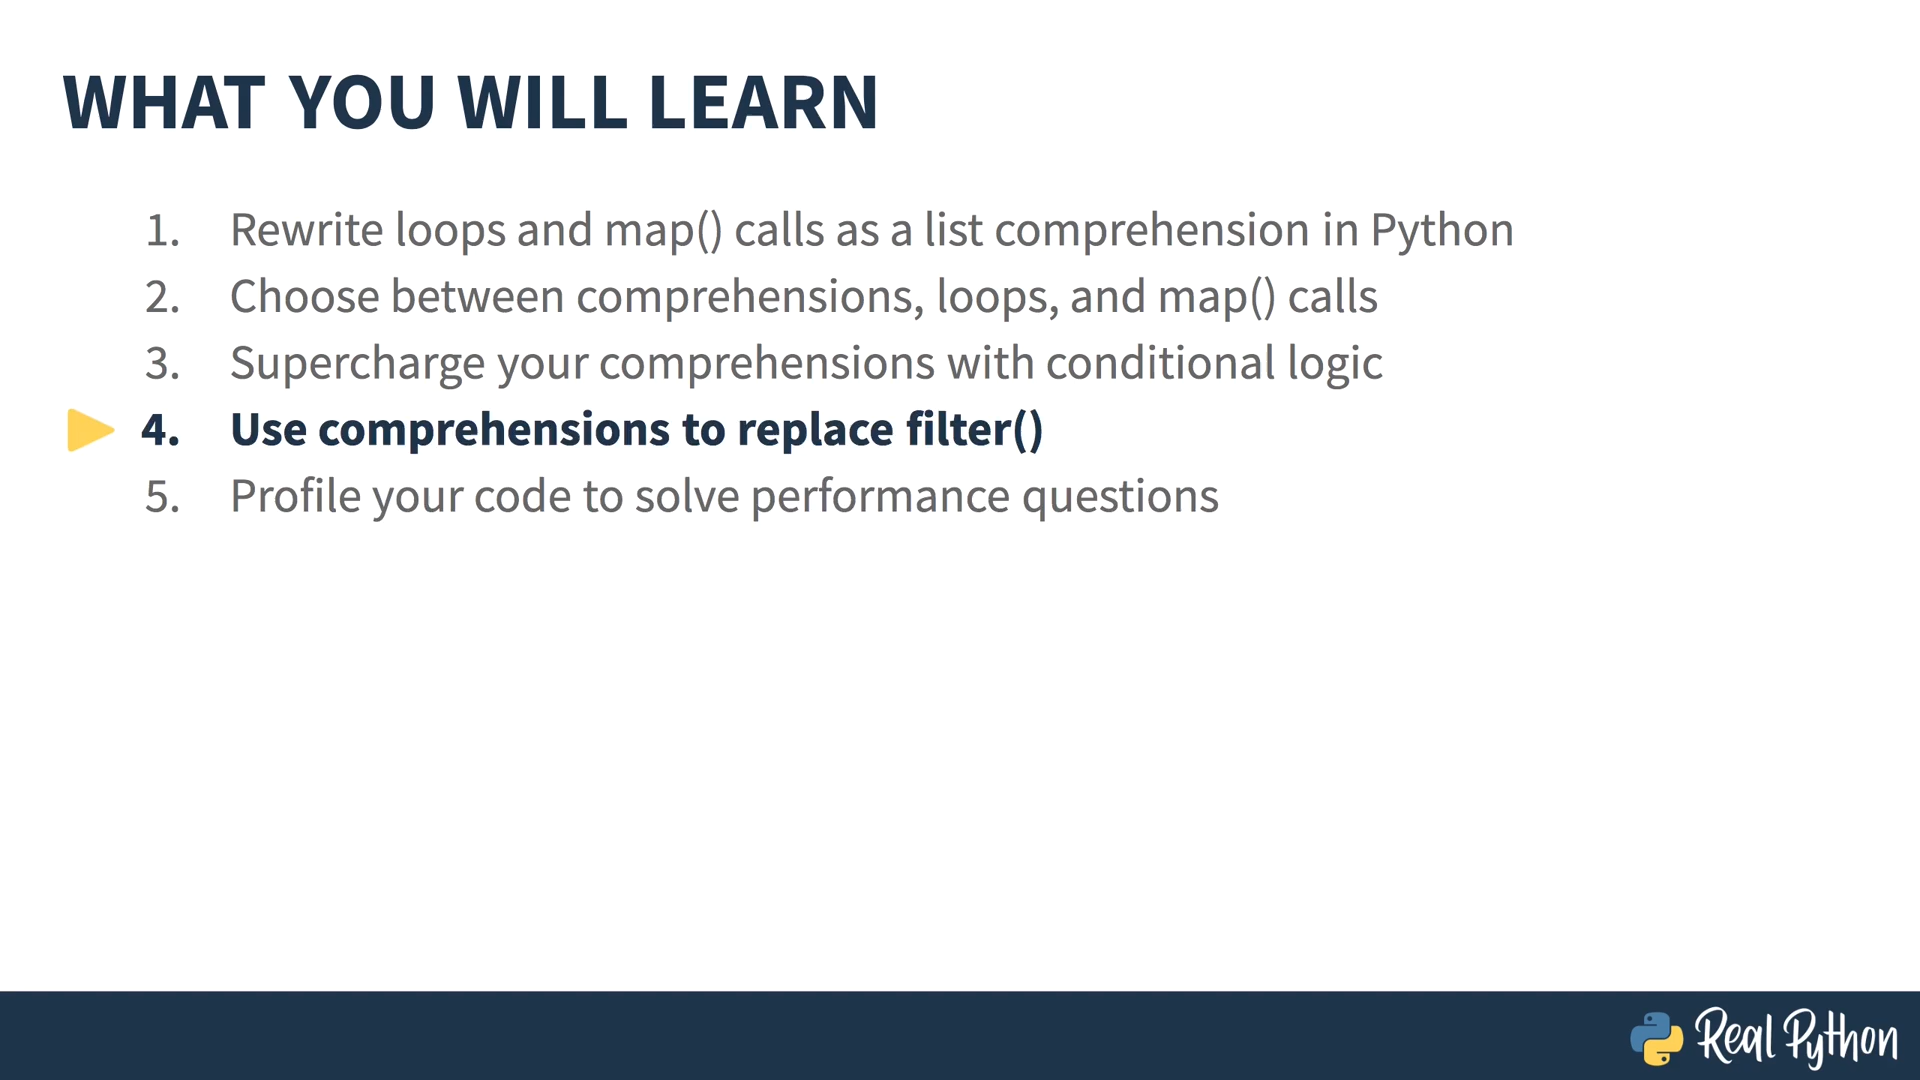 WHAT YOU WILL LEARN
1. Rewrite loops and map() calls as a list comprehension in Python
2. Choose between comprehensions, loops, and map() calls
3. Supercharge your comprehensions with conditional logic
4. Use comprehensions to replace filter()
5. Profile your code to solve performance questions
Real Python